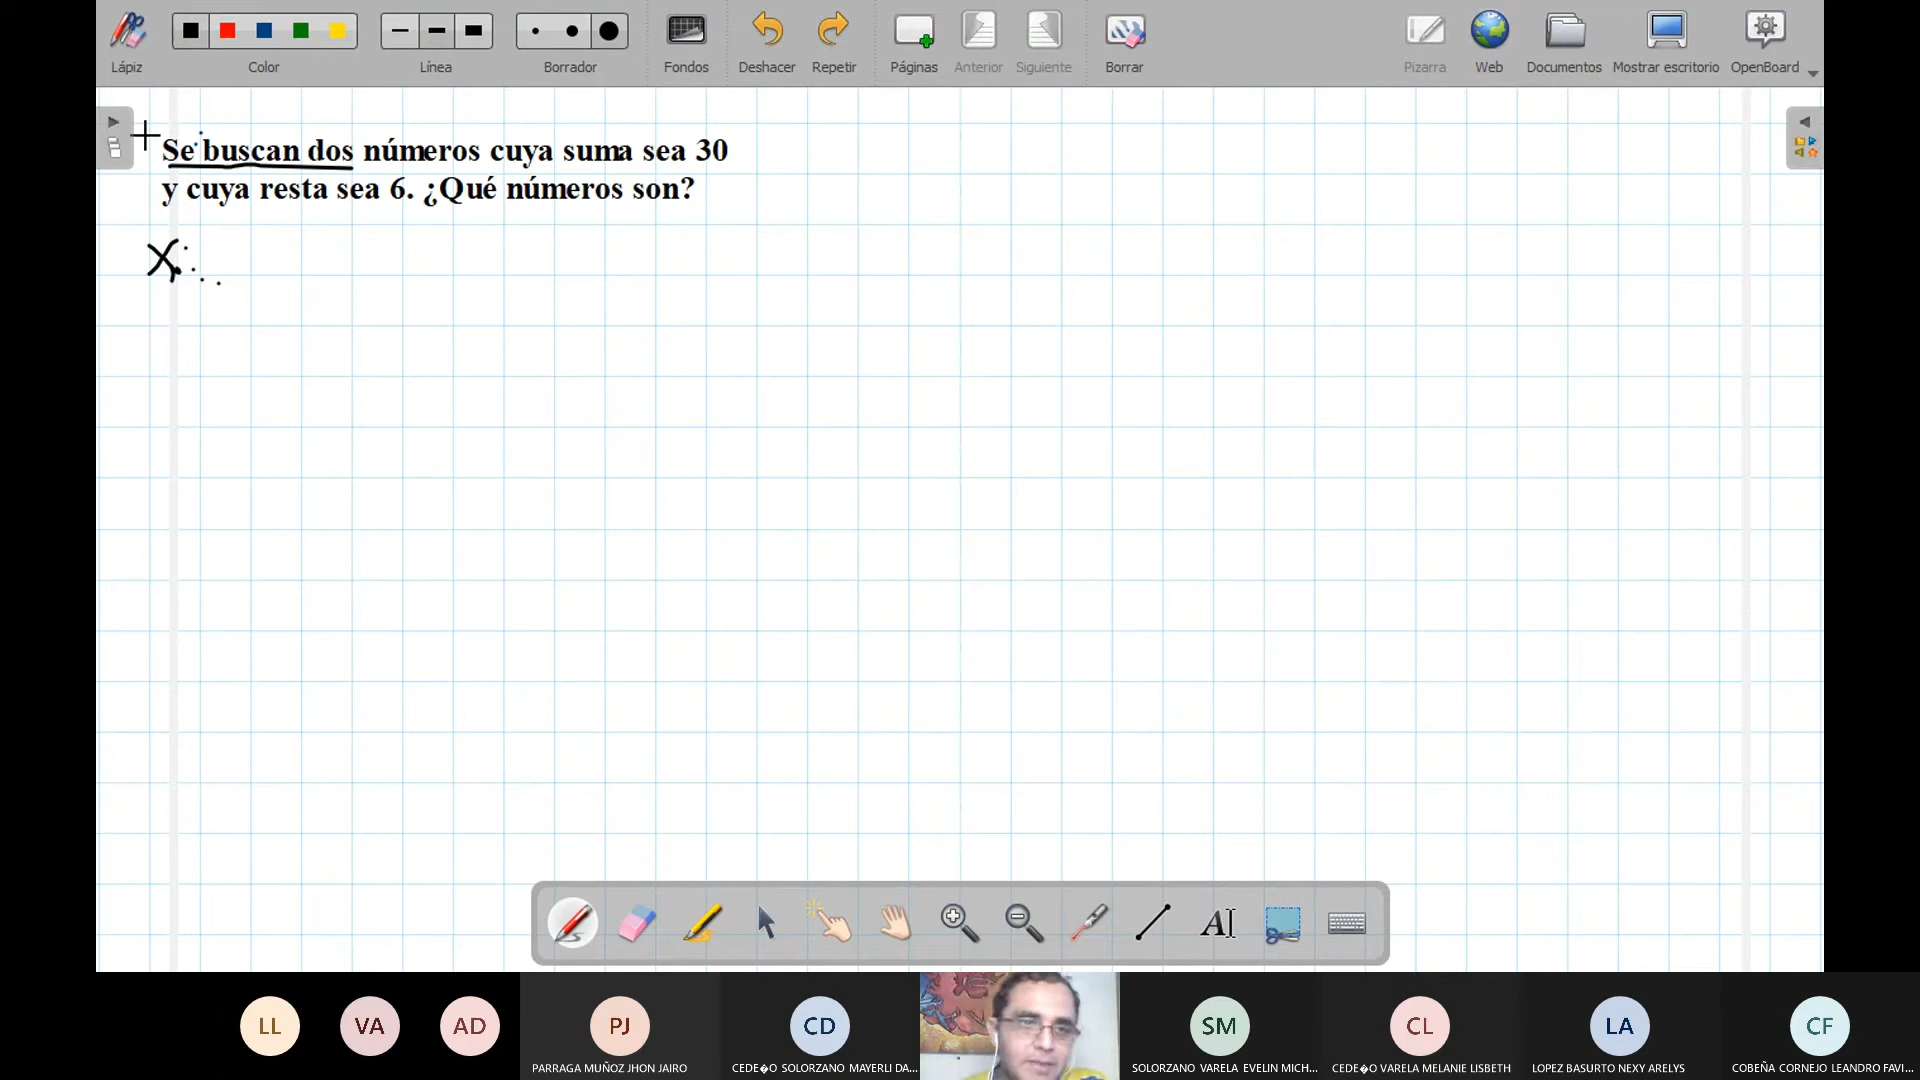 Lápiz
Color
Línea
Borrador
Fondos
Deshacer
Repetir
Páginas
Anterior
Siguiente
Borrar
Pizarra
Web
Documentos
Mostrar escritorio
OpenBoard
Se buscan dos números cuya suma sea 30
y cuya resta sea 6. ¿Qué números son?
X:
A
LL
VA
AD
PJ
CD
SM
CL
LA
CF
PARRAGA MUÑOZ JHON JAIRO
CEDE�O SOLORZANO MAYERLI DA...
SOLORZANO VARELA EVELIN MICH...
CEDE�O VARELA MELANIE LISBETH
LOPEZ BASURTO NEXY ARELYS
COBEÑA CORNEJO LEANDRO FAVI...